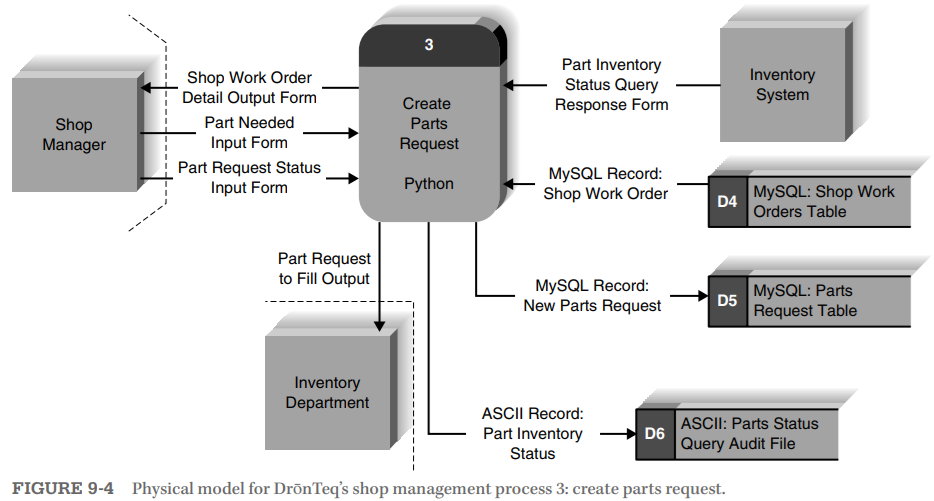 3
Create
Parts
Request
Python
Shop
Manager
Shop Work Order
Detail Output Form
Part Needed
Input Form
Part Request Status
Input Form
Part Inventory
Status Query
Response Form
Inventory
System
MySQL Record:
Shop Work Order
D4
MySQL: Shop Work
Orders Table
Part Request
to Fill Output
MySQL Record:
New Parts Request
D5
MySQL: Parts
Request Table
Inventory
Department
ASCII Record:
Part Inventory
Status
D6
ASCII: Parts Status
Query Audit File
FIGURE 9-4 Physical model for DrōnTeq’s shop management process 3: create parts request.